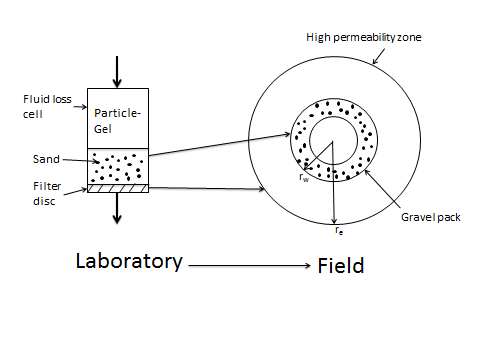 High permeability zone
Fluid loss
cell
Particle-
Gel
Sand
Filter
disc
rw
Gravel pack
re
Laboratory
Field